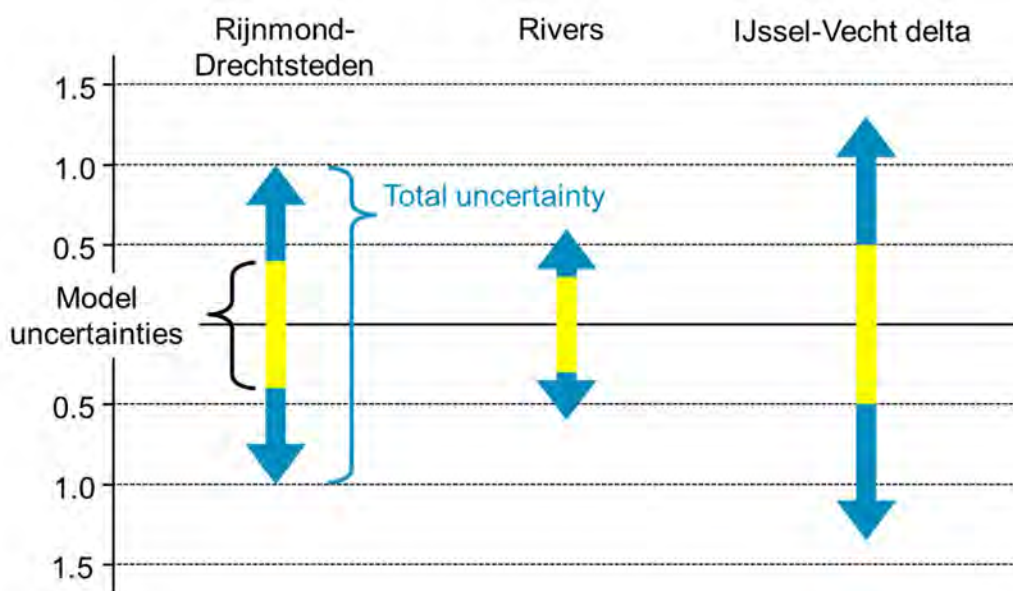 Rijnmond-
Drechtsteden
Rivers
IJssel-Vecht delta
1.5
1.0
Total uncertainty
0.5
Model
uncertainties
0.5
1.0
1.5